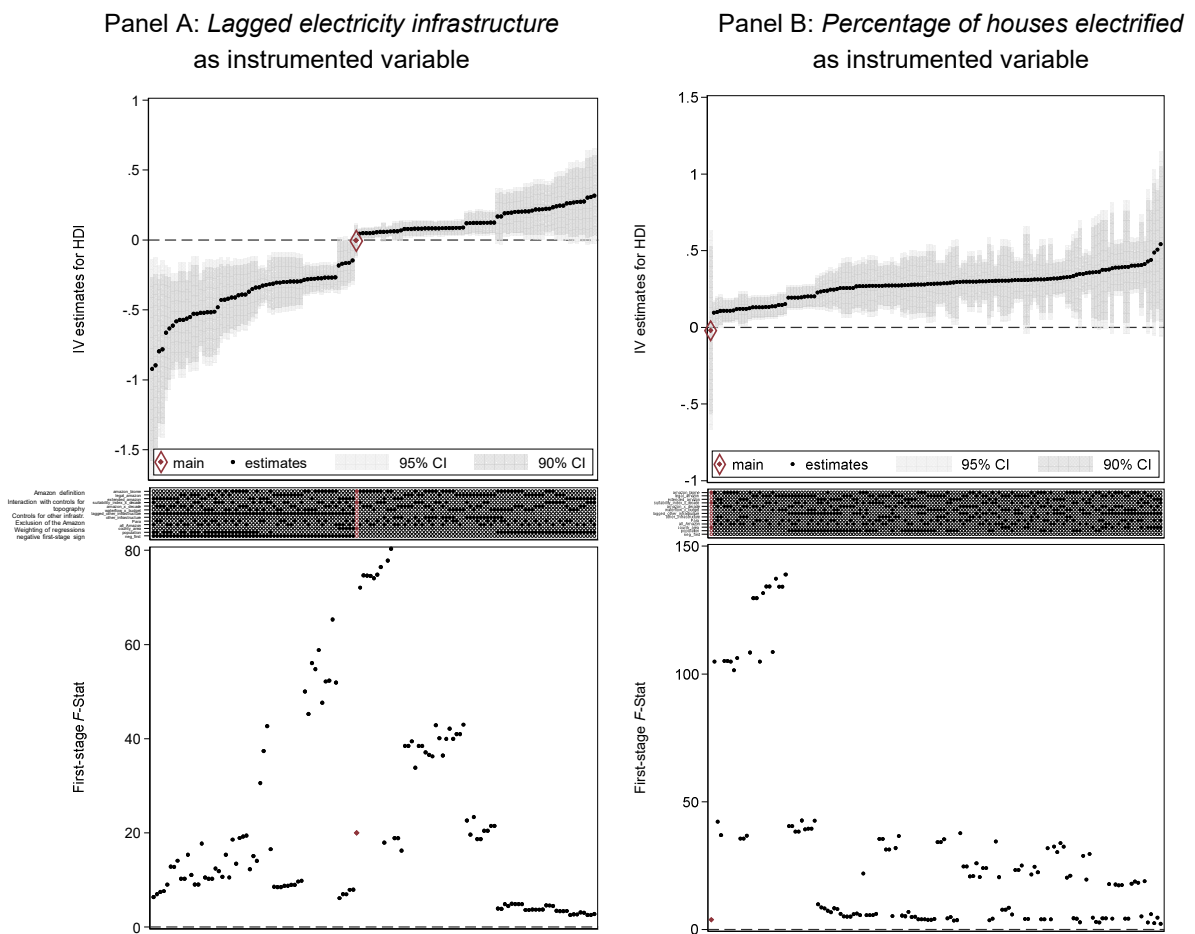 Panel A: Lagged electricity infrastructure
as instrumented variable
Panel B: Percentage of houses electrified
as instrumented variable
1
.5
0
-.5
-1
-1.5
IV estimates for HDI
main
estimates
95% CI
90% CI
1.5
1
.5
0
-.5
-1
IV estimates for HDI
main
estimates
95% CI
90% CI
Amazon definition
Interaction with controls for
topography
Controls for other infrastr.
Exclusion of the Amazon
Weighting of regressions
negative first-stage sign
80
60
40
20
0
First-stage F-Stat
150
100
50
0
First-stage F-Stat